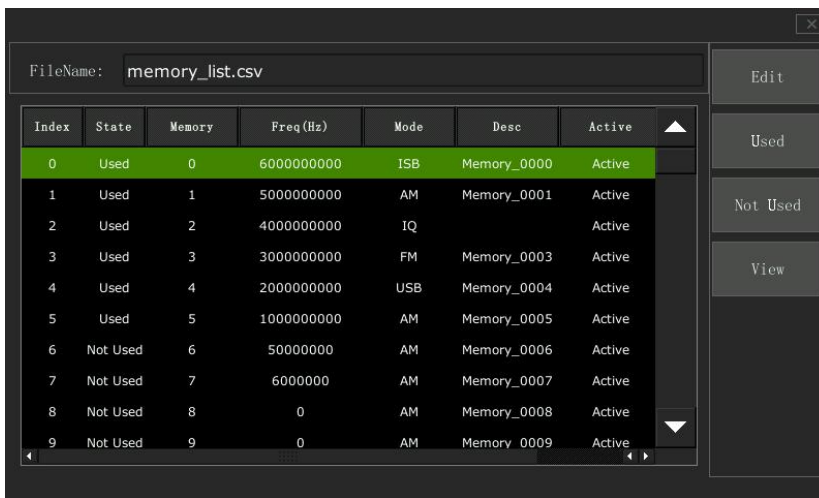 FileName: memory_list.csv
Edit
Used
Not Used
View
Index State Memory Freq(Hz) Mode Desc Active
0 Used 0 6000000000 ISB Memory_0000 Active
1 Used 1 5000000000 AM Memory_0001 Active
2 Used 2 4000000000 IQ Active
3 Used 3 3000000000 FM Memory_0003 Active
4 Used 4 2000000000 USB Memory_0004 Active
5 Used 5 1000000000 AM Memory_0005 Active
6 Not Used 6 50000000 AM Memory_0006 Active
7 Not Used 7 6000000 AM Memory_0007 Active
8 Not Used 8 0 AM Memory_0008 Active
9 Not Used 9 0 AM Memory_0009 Active